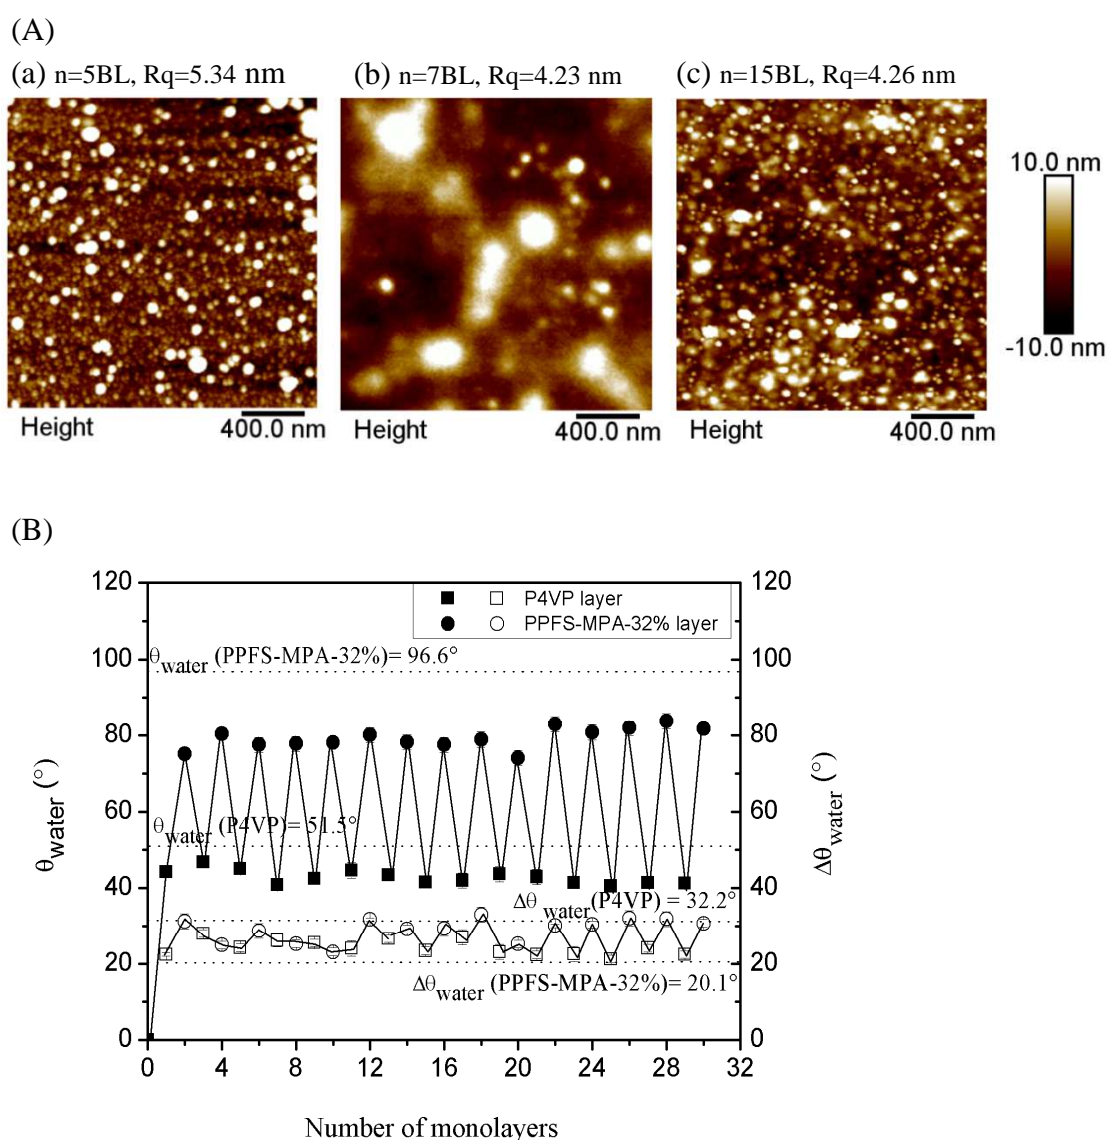 (A)
(a) n=5BL, Rq=5.34 nm
(b) n=7BL, Rq=4.23 nm
(c) n=15BL, Rq=4.26 nm
10.0 nm
-10.0 nm
Height
400.0 nm
Height
400.0 nm
Height
400.0 nm
(B)
120
100
80
60
40
20
0
θwater (°)
P4VP layer
PPFS-MPA-32% layer
θwater (PPFS-MPA-32%)= 96.6°
θwater (P4VP)= 51.5°
Δθ water(P4VP) = 32.2°
Δθwater (PPFS-MPA-32%)= 20.1°
120
100
80
60
40
20
0
Δθwater (°)
0 4 8 12 16 20 24 28 32
Number of monolayers